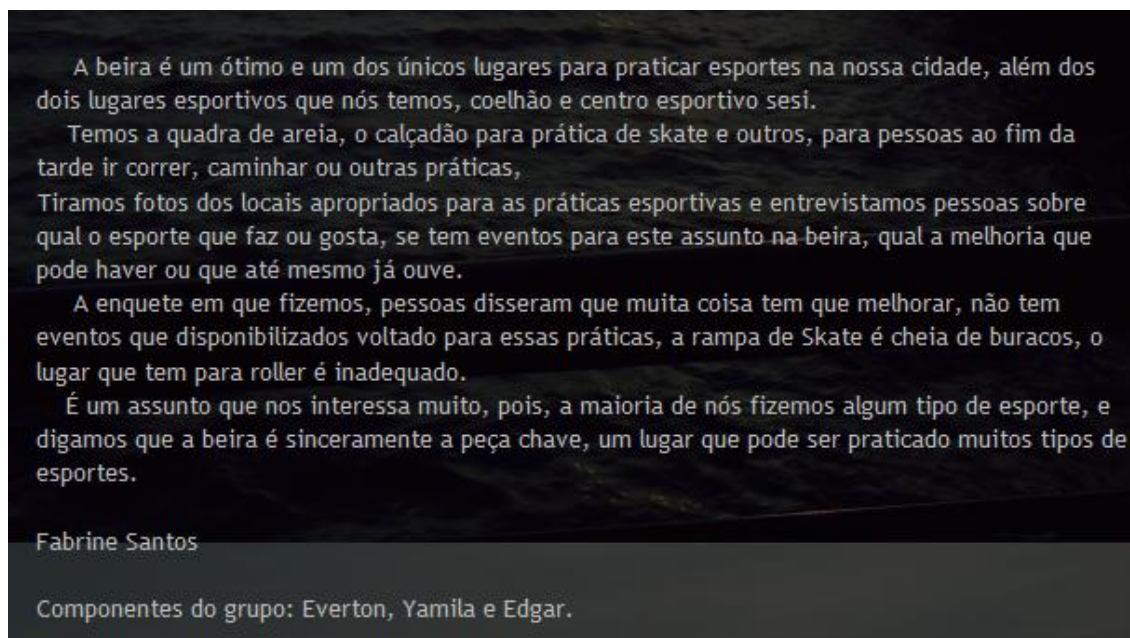 A beira é um ótimo e um dos únicos lugares para praticar esportes na nossa cidade, além dos
dois lugares esportivos que nós temos, coelhão e centro esportivo sesi.
Temos a quadra de areia, o calçadão para prática de skate e outros, para pessoas ao fim da
tarde ir correr, caminhar ou outras práticas,
Tiramos fotos dos locais apropriados para as práticas esportivas e entrevistamos pessoas sobre
qual o esporte que faz ou gosta, se tem eventos para este assunto na beira, qual a melhoria que
pode haver ou que até mesmo já ouve.
A enquete em que fizemos, pessoas disseram que muita coisa tem que melhorar, não tem
eventos que disponibilizados voltado para essas práticas, a rampa de Skate é cheia de buracos, o
lugar que tem para roller é inadequado.
É um assunto que nos interessa muito, pois, a maioria de nós fizemos algum tipo de esporte, e
digamos que a beira é sinceramente a peça chave, um lugar que pode ser praticado muitos tipos de
esportes.
Fabrine Santos
Componentes do grupo: Everton, Yamila e Edgar.